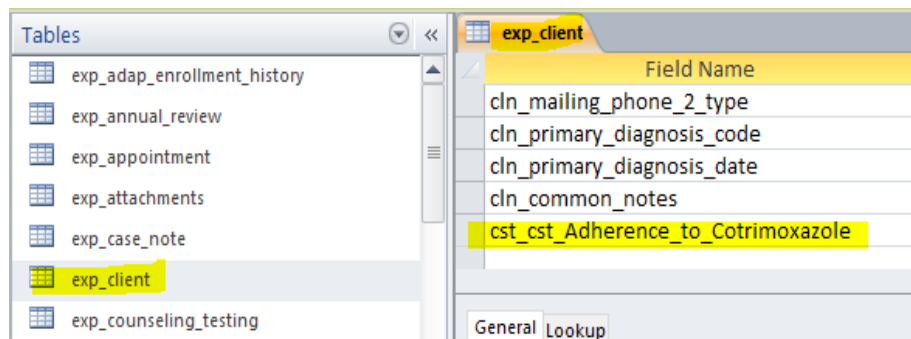 Tables
exp_adap_enrollment_history
exp_annual_review
exp_appointment
exp_attachments
exp_case_note
exp_client
exp_counseling_testing
exp_client
Field Name
cln_mailing_phone_2_type
cln_primary_diagnosis_code
cln_primary_diagnosis_date
cln_common_notes
cst_cst_Adherence_to_Cotrimoxazole
General Lookup